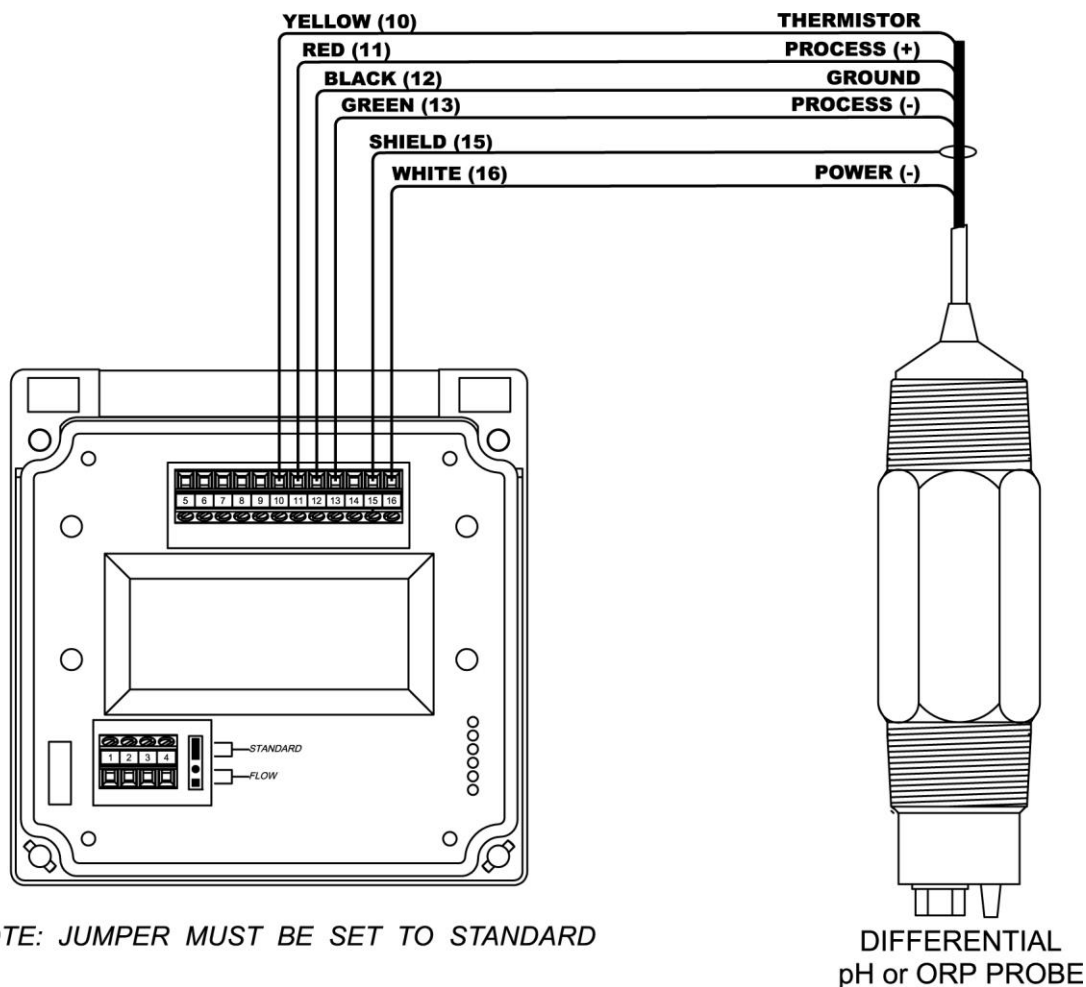 YELLOW (10) THERMISTOR
RED (11) PROCESS (+)
BLACK (12) GROUND
GREEN (13) PROCESS (-)
SHIELD (15)
WHITE (16) POWER (-)
5 6 7 8 9 10 11 12 13 14 15 16
1 2 3 4
STANDARD
FLOW
: JUMPER MUST BE SET TO STANDARD
DIFFERENTIAL
pH or ORP PROBE